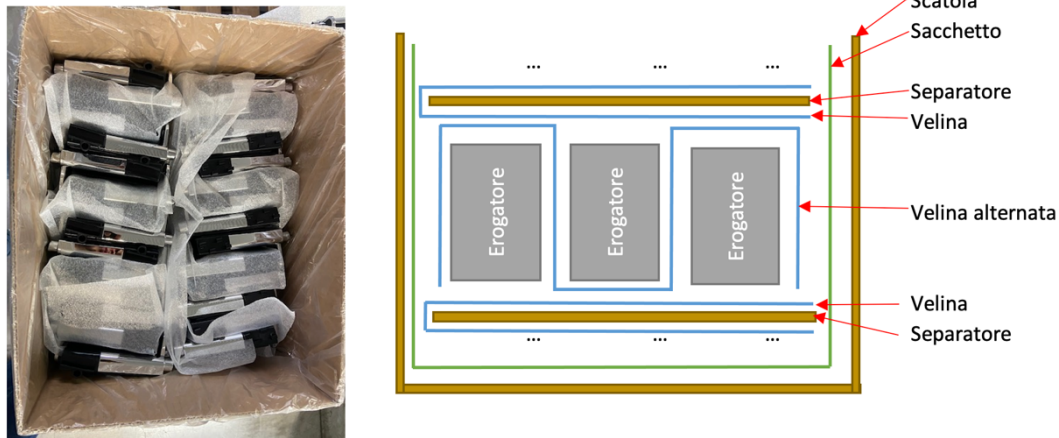 Scatola
Sacchetto
... ... ...
Separatore
Velina
Erogatore
Erogatore
Erogatore
Velina alternata
Velina
Separatore
... ... ...